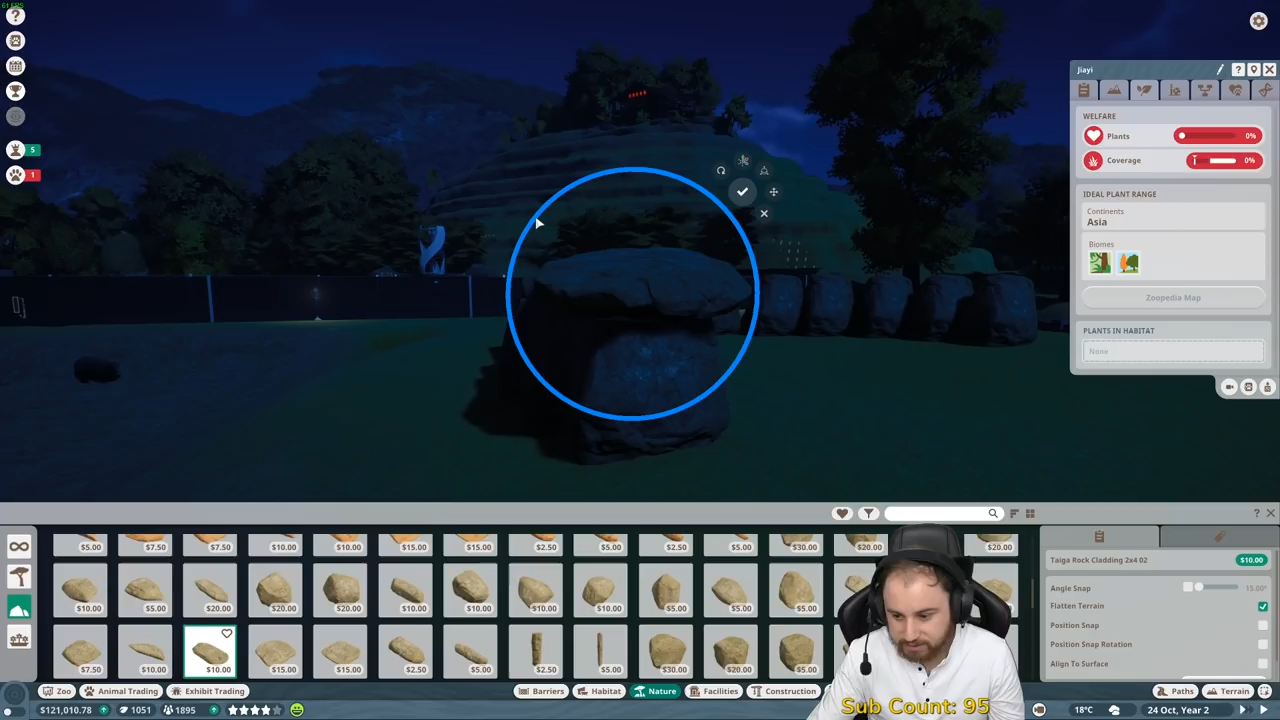 61 FPS
?
Jiayi
?
WELFARE
Plants
0%
Coverage
0%
IDEAL PLANT RANGE
Continents
Asia
Biomes
Zoopedia Map
PLANTS IN HABITAT
None
5
1
?
$5.00 $7.50 $7.50 $10.00 $10.00 $15.00 $15.00 $2.50 $5.00 $2.50 $5.00 $30.00 $20.00 $20.00
$10.00 $5.00 $20.00 $20.00 $20.00 $10.00 $10.00 $10.00 $10.00 $5.00 $5.00 $5.00
$7.50 $10.00 $10.00 $15.00 $15.00 $2.50 $5.00 $2.50 $5.00 $30.00 $20.00 $5.00
Taiga Rock Cladding 2x4 02
$10.00
Angle Snap
15.00°
Flatten Terrain
Position Snap
Position Snap Rotation
Align To Surface
Zoo
Animal Trading
Exhibit Trading
Barriers
Habitat
Nature
Facilities
Construction
Paths
Terrain
Sub Count: 95
$121,010.78
1051
1895
18°C
24 Oct, Year 2